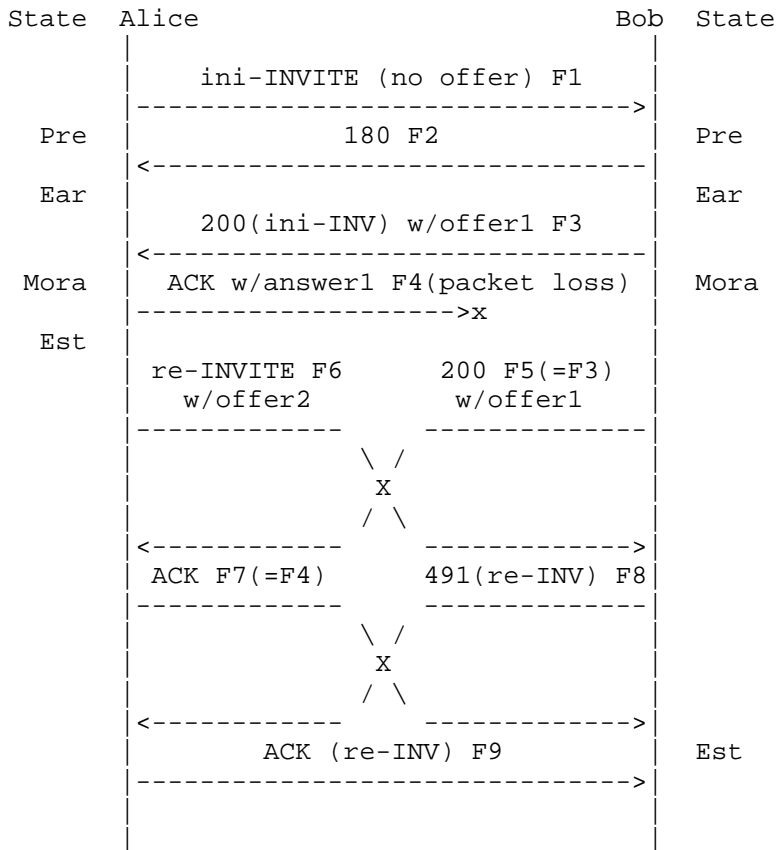 State  Alice                                  Bob  State
        |                                      |
        |     ini-INVITE (no offer) F1         |
        |------------------------------------->|
  Pre   |                180 F2                |  Pre
        |<-------------------------------------|
  Ear   |                                      |  Ear
        |     200(ini-INV) w/offer1 F3         |
        |<-------------------------------------|
 Mora   |  ACK w/answer1 F4(packet loss)       |  Mora
        |--------------------->x               |
  Est   |                                      |
        | re-INVITE F6         200 F5(=F3)     |
        |   w/offer2            w/offer1       |
        |-------------        -------------|
        |                \ /                   |
        |                 X                    |
        |                / \                   |
        |<------------        ------------>|
        | ACK F7(=F4)         491(re-INV) F8|
        |-------------        -------------|
        |                \ /                   |
        |                 X                    |
        |                / \                   |
        |<------------        ------------>|
        |         ACK (re-INV) F9              |  Est
        |------------------------------------->|
        |                                      |
        |                                      |